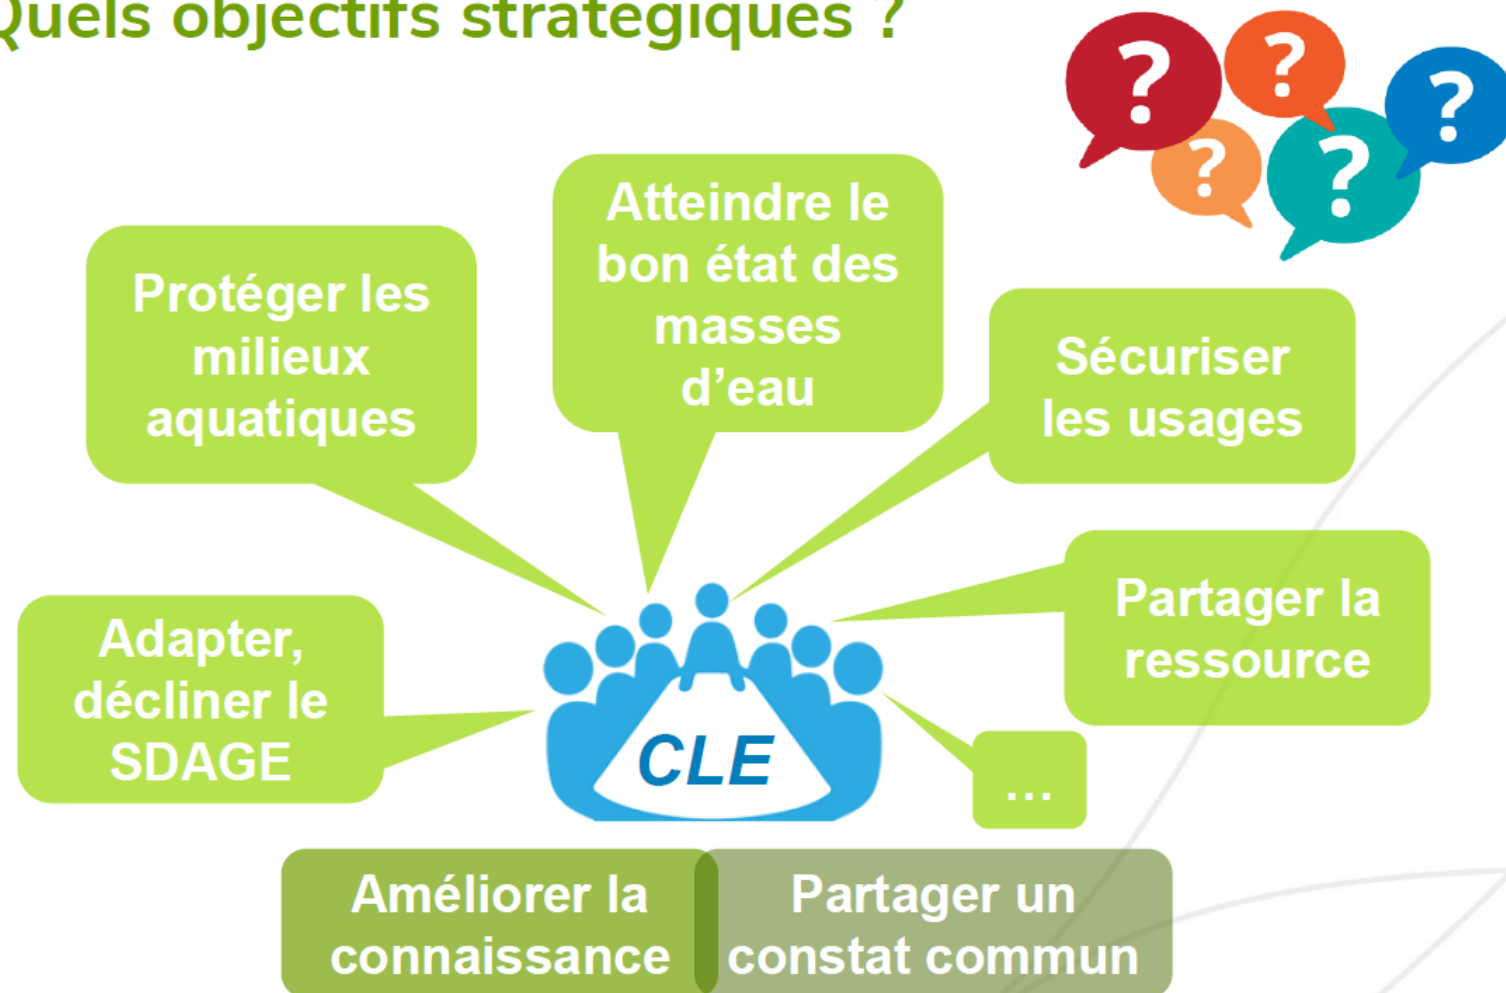 Quels objectifs stratégiques ?
? ? ? ? ?
Atteindre le
bon état des
masses
d’eau
Protéger les
milieux
aquatiques
Sécuriser
les usages
Partager la
ressource
Adapter,
décliner le
SDAGE
CLE
...
Améliorer la
connaissance
Partager un
constat commun